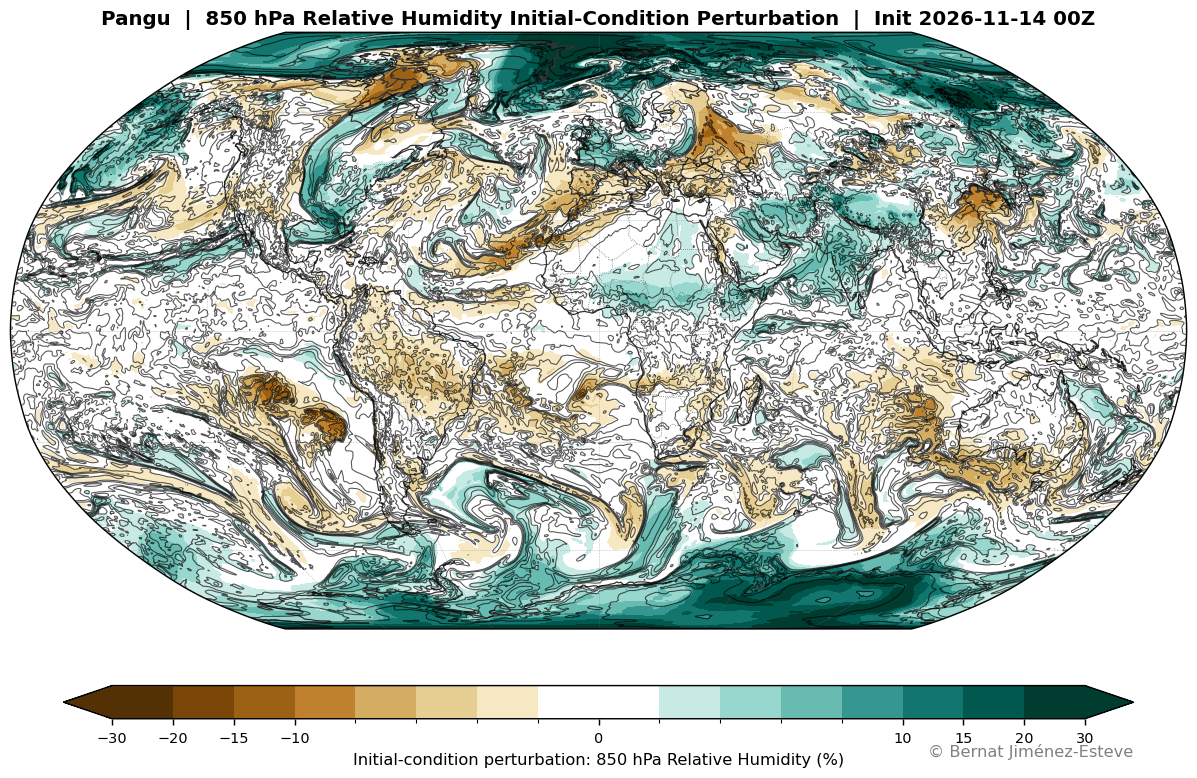 Pangu | 850 hPa Relative Humidity Initial-Condition Perturbation | Init 2026-11-14 00Z
−30 −20 −15 −10 0 10 15 20 30
Initial-condition perturbation: 850 hPa Relative Humidity (%)
© Bernat Jiménez-Esteve